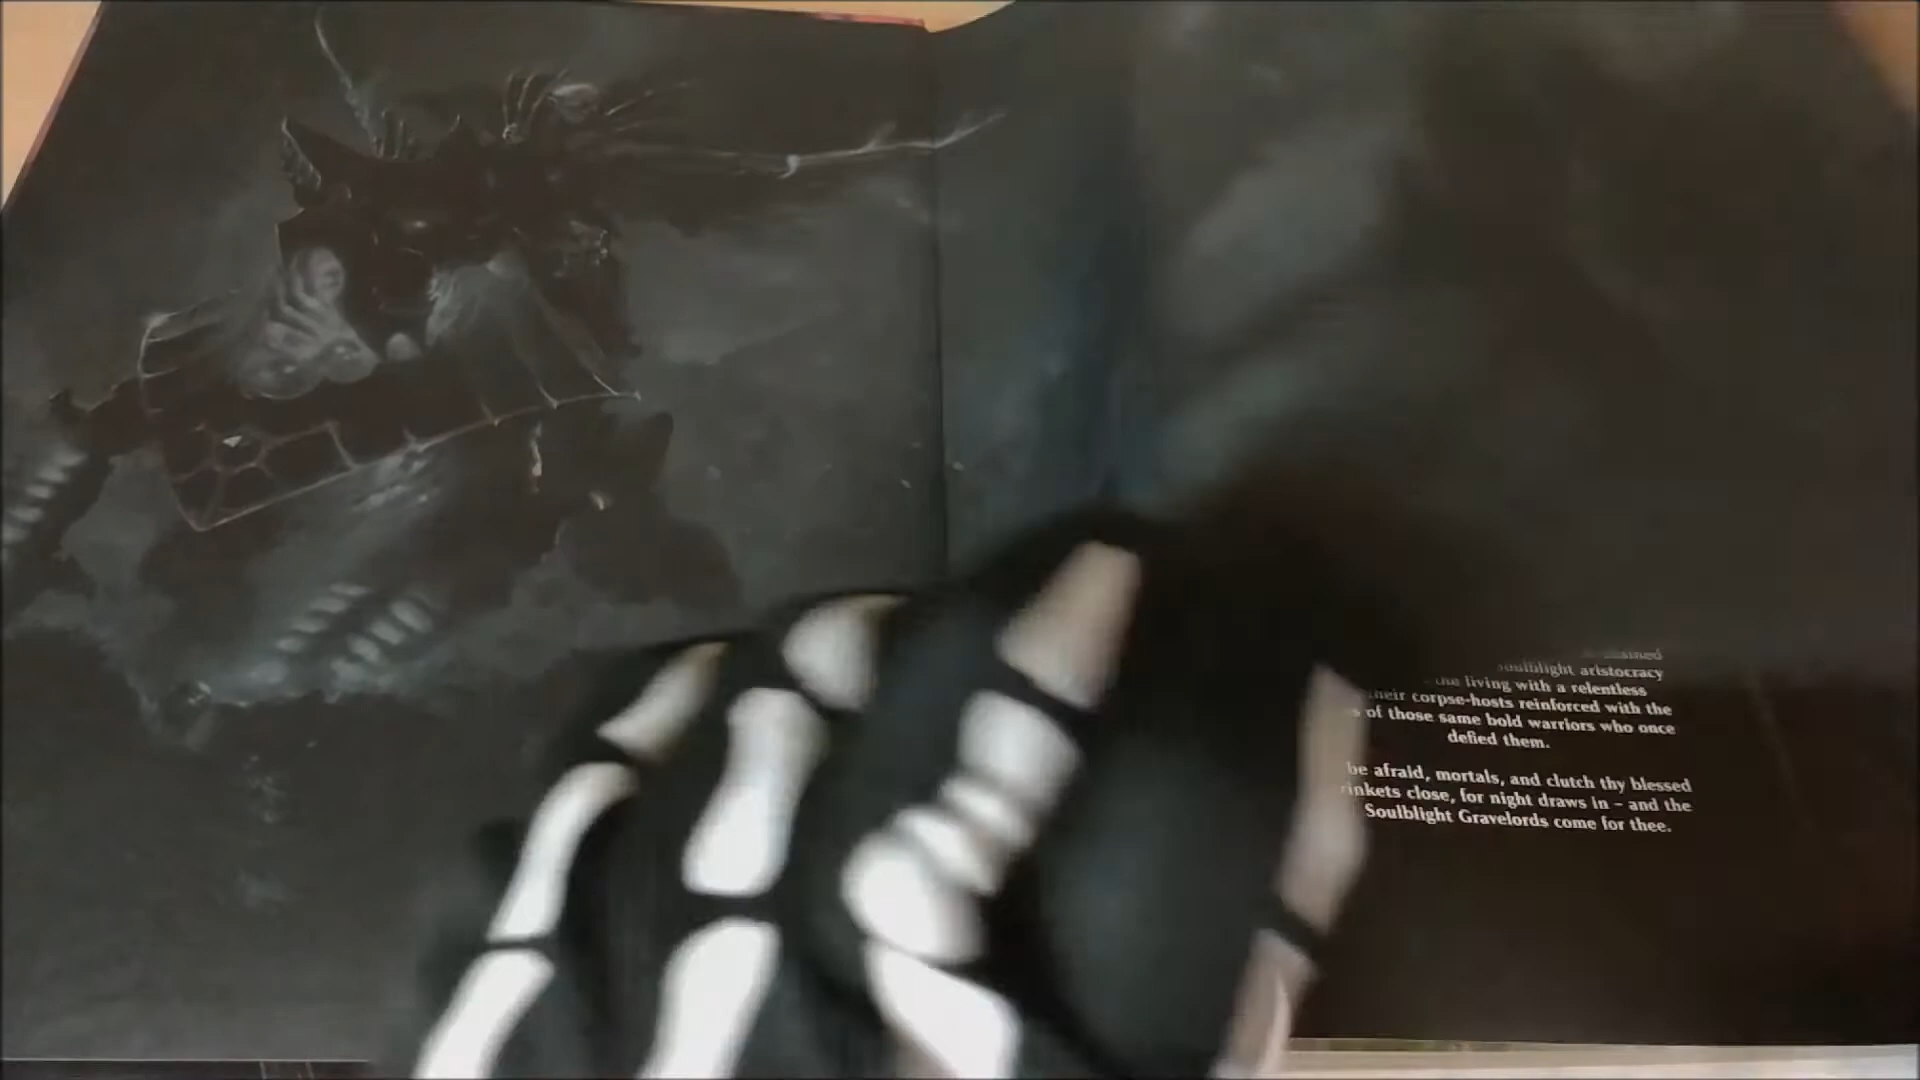 Soulblight aristocracy
the living with a relentless
their corpse-hosts reinforced with the
of those same bold warriors who once
defied them.
be afraid, mortals, and clutch thy blessed
close, for night draws in – and the
Soulblight Gravelords come for thee.